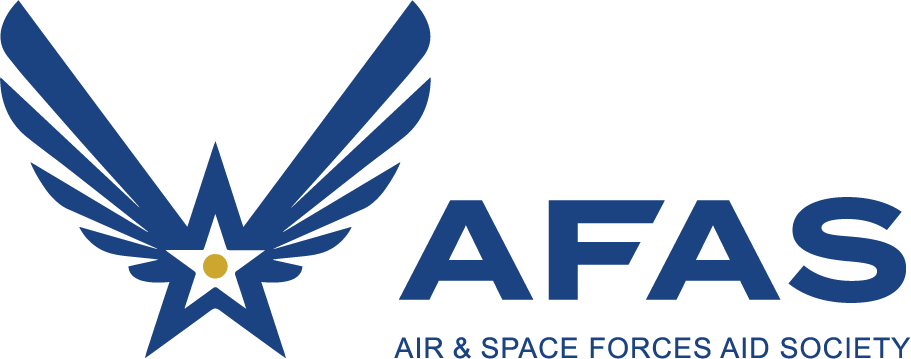 AFAS
AIR & SPACE FORCES AID SOCIETY